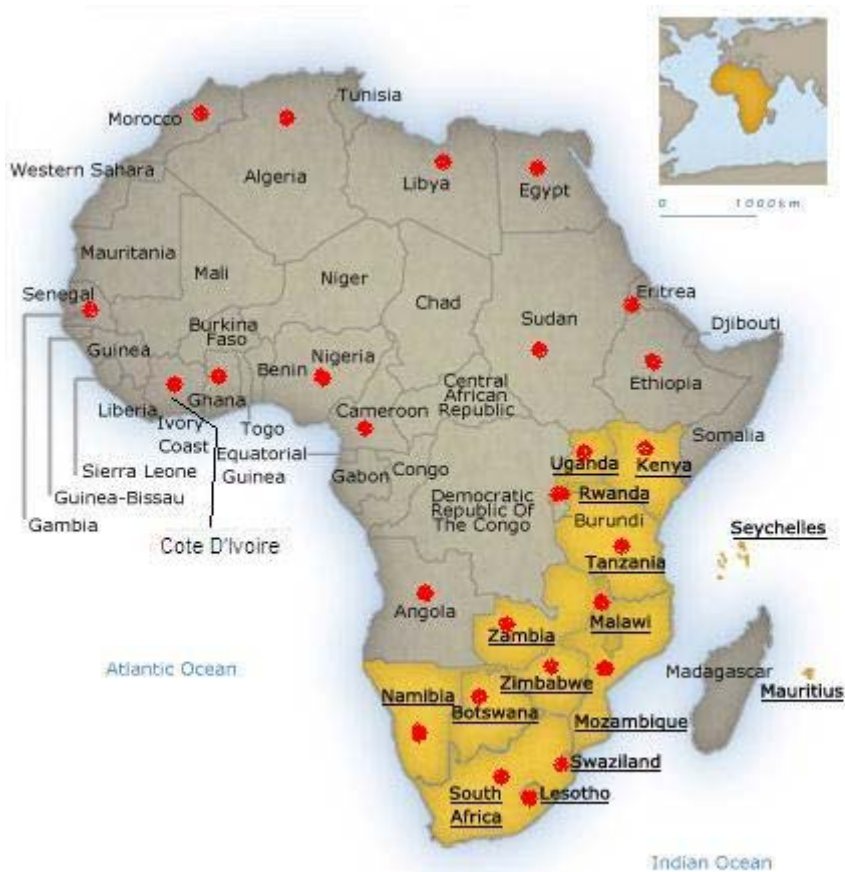 0 1000km
Tunisia
Morocco
Western Sahara
Algeria
Libya
Egypt
Mauritania
Mali
Niger
Chad
Sudan
Eritrea
Djibouti
Senegal
Burkina
Faso
Guinea
Benin
Nigeria
Ethiopia
Central
African
Republic
Somalia
Liberia
Ivory
Coast
Ghana
Togo
Cameroon
Equatorial
Guinea
Sierra Leone
Guinea-Bissau
Gambia
Cote D'Ivoire
Gabon
Congo
Democratic
Republic Of
The Congo
Uganda
Kenya
Rwanda
Burundi
Tanzania
Seychelles
Angola
Zambia
Malawi
Atlantic Ocean
Madagascar
Mauritius
Namibia
Zimbabwe
Botswana
Mozambique
Swaziland
South
Africa
Lesotho
Indian Ocean